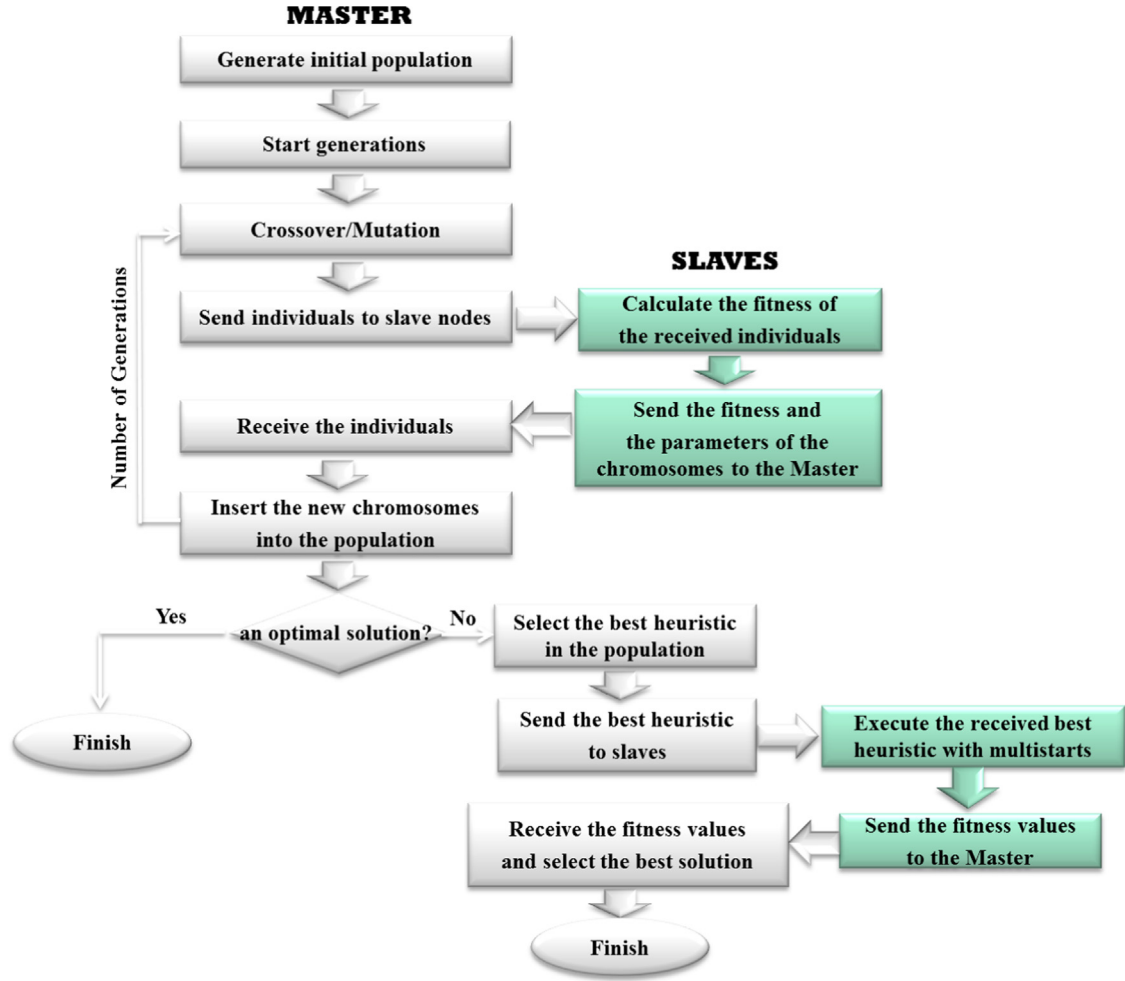 MASTER
Generate initial population
Start generations
Crossover/Mutation
SLAVES
Send individuals to slave nodes
Calculate the fitness of
the received individuals
Number of Generations
Receive the individuals
Send the fitness and
the parameters of the
chromosomes to the Master
Insert the new chromosomes
into the population
an optimal solution?
Yes
No
Finish
Select the best heuristic
in the population
Send the best heuristic
to slaves
Execute the received best
heuristic with multistarts
Send the fitness values
to the Master
Receive the fitness values
and select the best solution
Finish